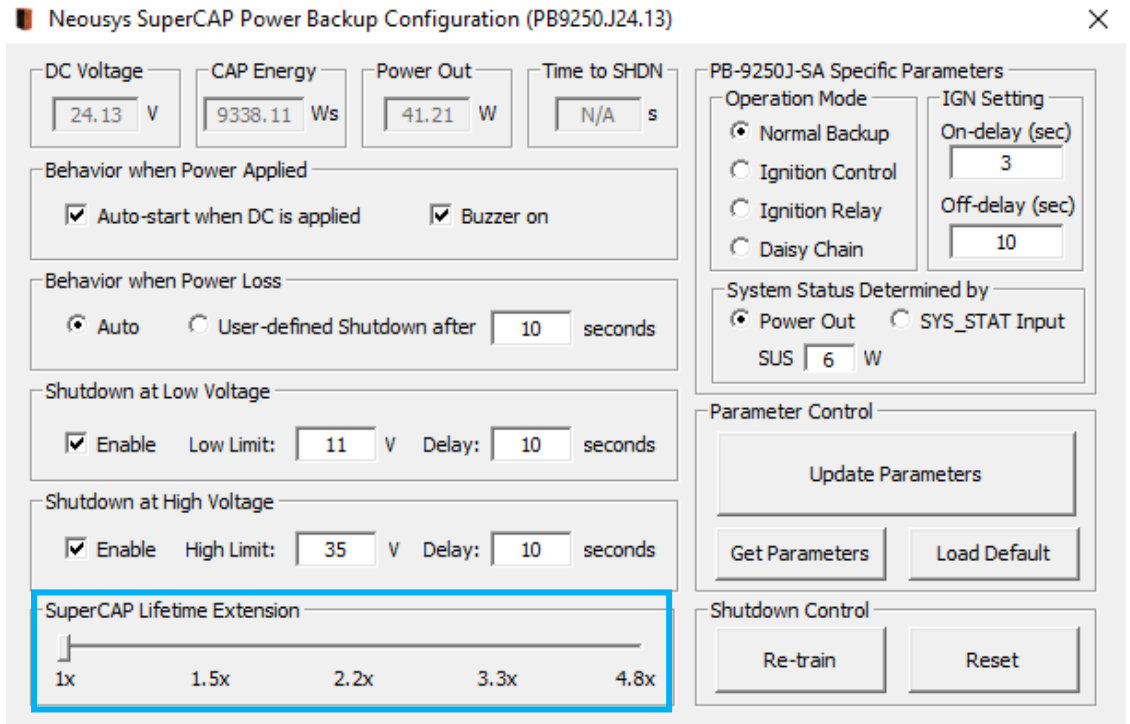 Neousys SuperCAP Power Backup Configuration (PB9250.J24.13)
DC Voltage
24.13 V
CAP Energy
9338.11 Ws
Power Out
41.21 W
Time to SHDN
N/A s
Behavior when Power Applied
Auto-start when DC is applied
Buzzer on
Behavior when Power Loss
Auto
User-defined Shutdown after 10 seconds
Shutdown at Low Voltage
Enable Low Limit: 11 V Delay: 10 seconds
Shutdown at High Voltage
Enable High Limit: 35 V Delay: 10 seconds
SuperCAP Lifetime Extension
1x 1.5x 2.2x 3.3x 4.8x
PB-9250J-SA Specific Parameters
Operation Mode
Normal Backup
Ignition Control
Ignition Relay
Daisy Chain
IGN Setting
On-delay (sec)
3
Off-delay (sec)
10
System Status Determined by
Power Out SYS_STAT Input
SUS 6 W
Parameter Control
Update Parameters
Get Parameters
Load Default
Shutdown Control
Re-train
Reset